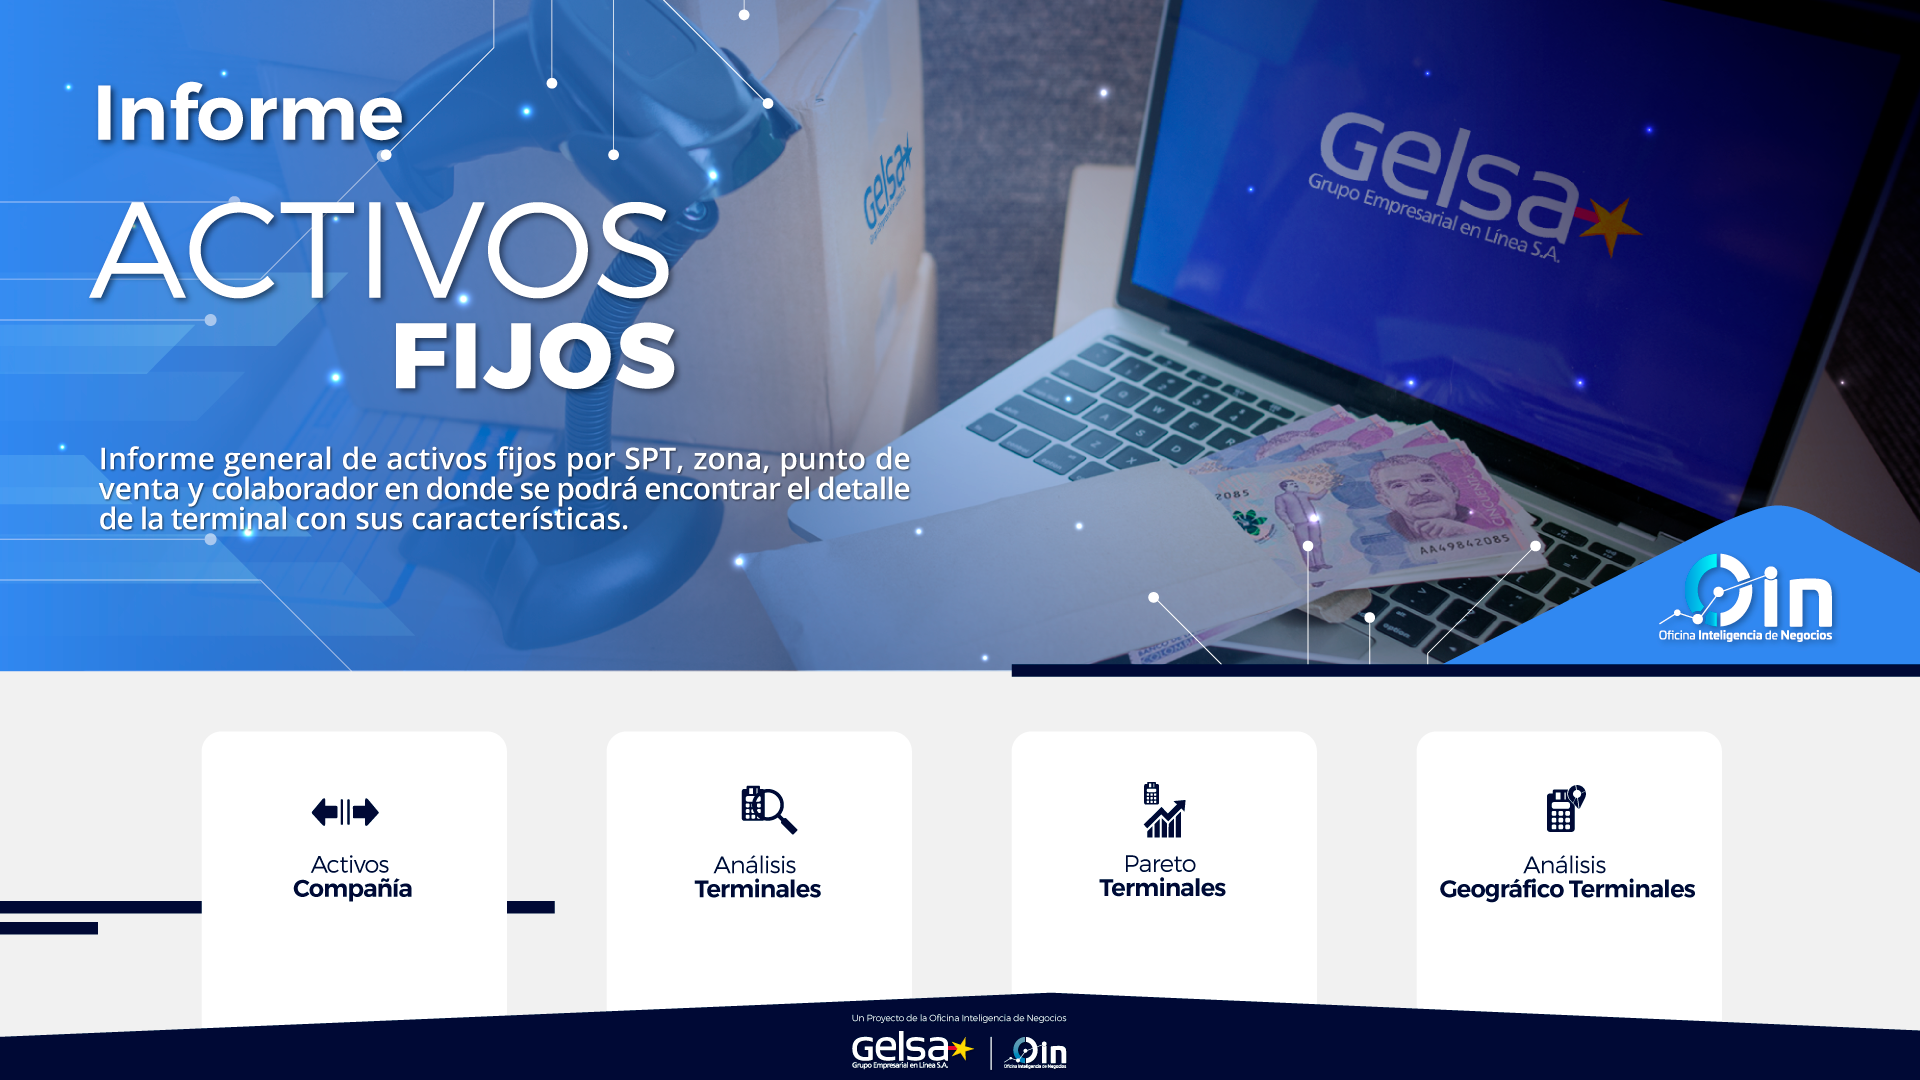 Informe
ACTIVOS
FIJOS
Informe general de activos fijos por SPT, zona, punto de
venta y colaborador en donde se podrá encontrar el detalle
de la terminal con sus características.
Gelsa
Gelsa
Grupo Empresarial en Línea S.A.
2085
AA49842085
Oin
Oficina Inteligencia de Negocios
Activos
Compañía
Análisis
Terminales
Pareto
Terminales
Análisis
Geográfico Terminales
Un Proyecto de la Oficina Inteligencia de Negocios
Gelsa
Grupo Empresarial en Línea S.A.
Oin
Oficina Inteligencia de Negocios